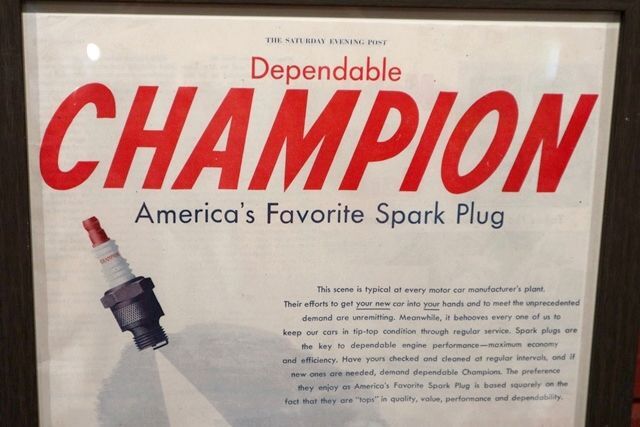 THE SATURDAY EVENING POST
Dependable
CHAMPION
America's Favorite Spark Plug
CHAMPION
This scene is typical at every motor car manufacturer's plant.
Their efforts to get your new car into your hands and to meet the unprecedented
demand are unremitting. Meanwhile, it behooves every one of us to
keep our cars in tip-top condition through regular service. Spark plugs are
the key to dependable engine performance—maximum economy
and efficiency. Have yours checked and cleaned at regular intervals, and if
new ones are needed, demand dependable Champions. The preference
they enjoy as America's Favorite Spark Plug is based squarely on the
fact that they are "tops" in quality, value, performance and dependability.